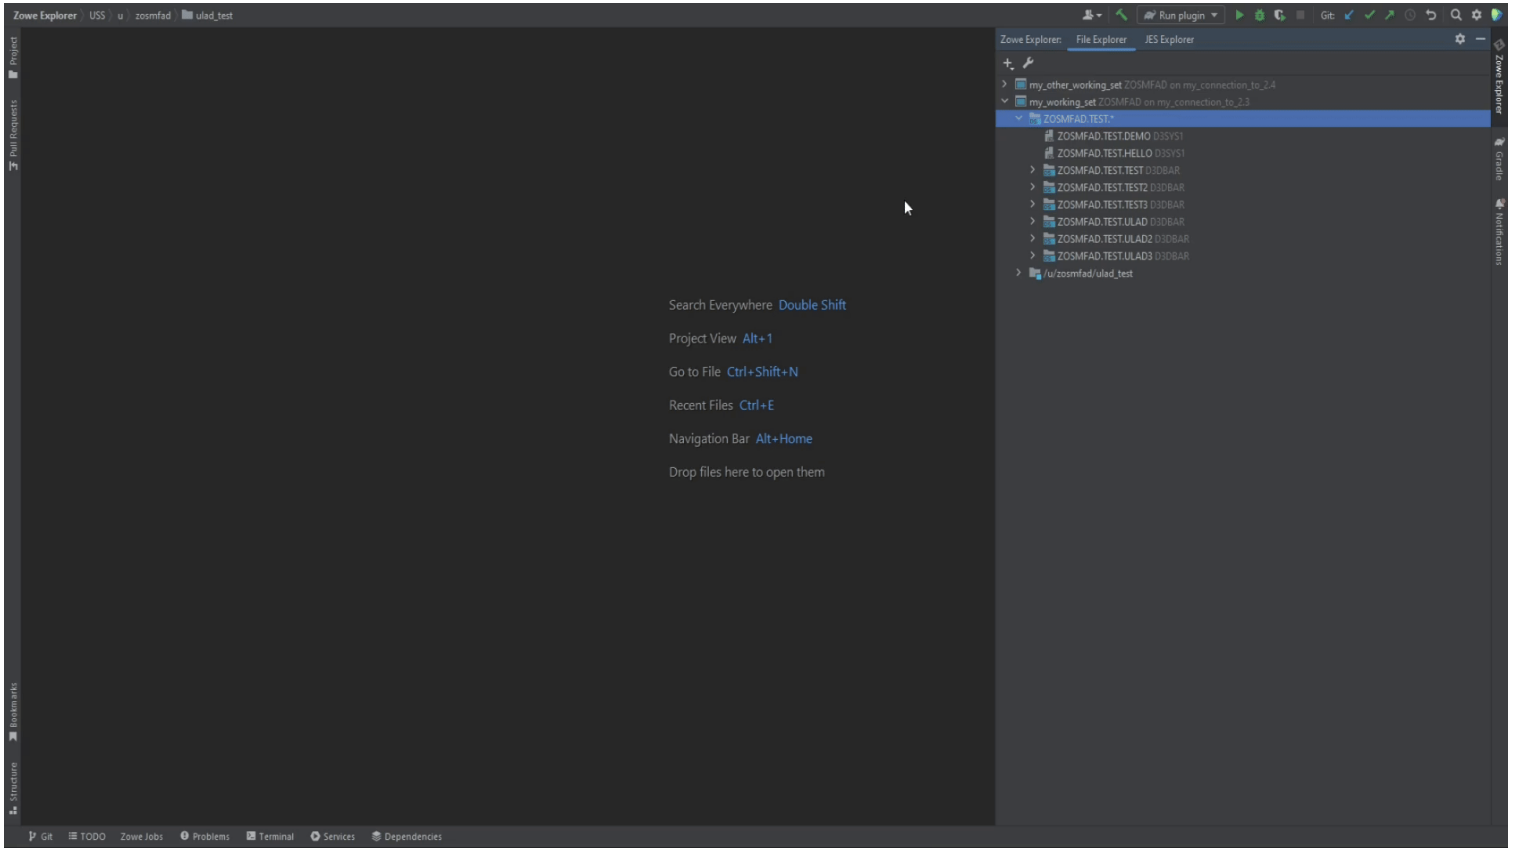 Zowe Explorer USS u zosmfad ulad_test
Run plugin
Git:
Project
Pull Requests
Bookmarks
Structure
Search Everywhere Double Shift
Project View Alt+1
Go to File Ctrl+Shift+N
Recent Files Ctrl+E
Navigation Bar Alt+Home
Drop files here to open them
Zowe Explorer: File Explorer JES Explorer
my_other_working_set ZOSMFAD on my_connection_to_2.4
my_working_set ZOSMFAD on my_connection_to_2.3
ZOSMFAD.TEST.*
ZOSMFAD.TEST.DEMO D3SYS1
ZOSMFAD.TEST.HELLO D3SYS1
ZOSMFAD.TEST.TEST D3DBAR
ZOSMFAD.TEST.TEST2 D3DBAR
ZOSMFAD.TEST.TEST3 D3DBAR
ZOSMFAD.TEST.ULAD D3DBAR
ZOSMFAD.TEST.ULAD2 D3DBAR
ZOSMFAD.TEST.ULAD3 D3DBAR
/u/zosmfad/ulad_test
Zowe Explorer
Gradle
Notifications
Git TODO Zowe Jobs Problems Terminal Services Dependencies